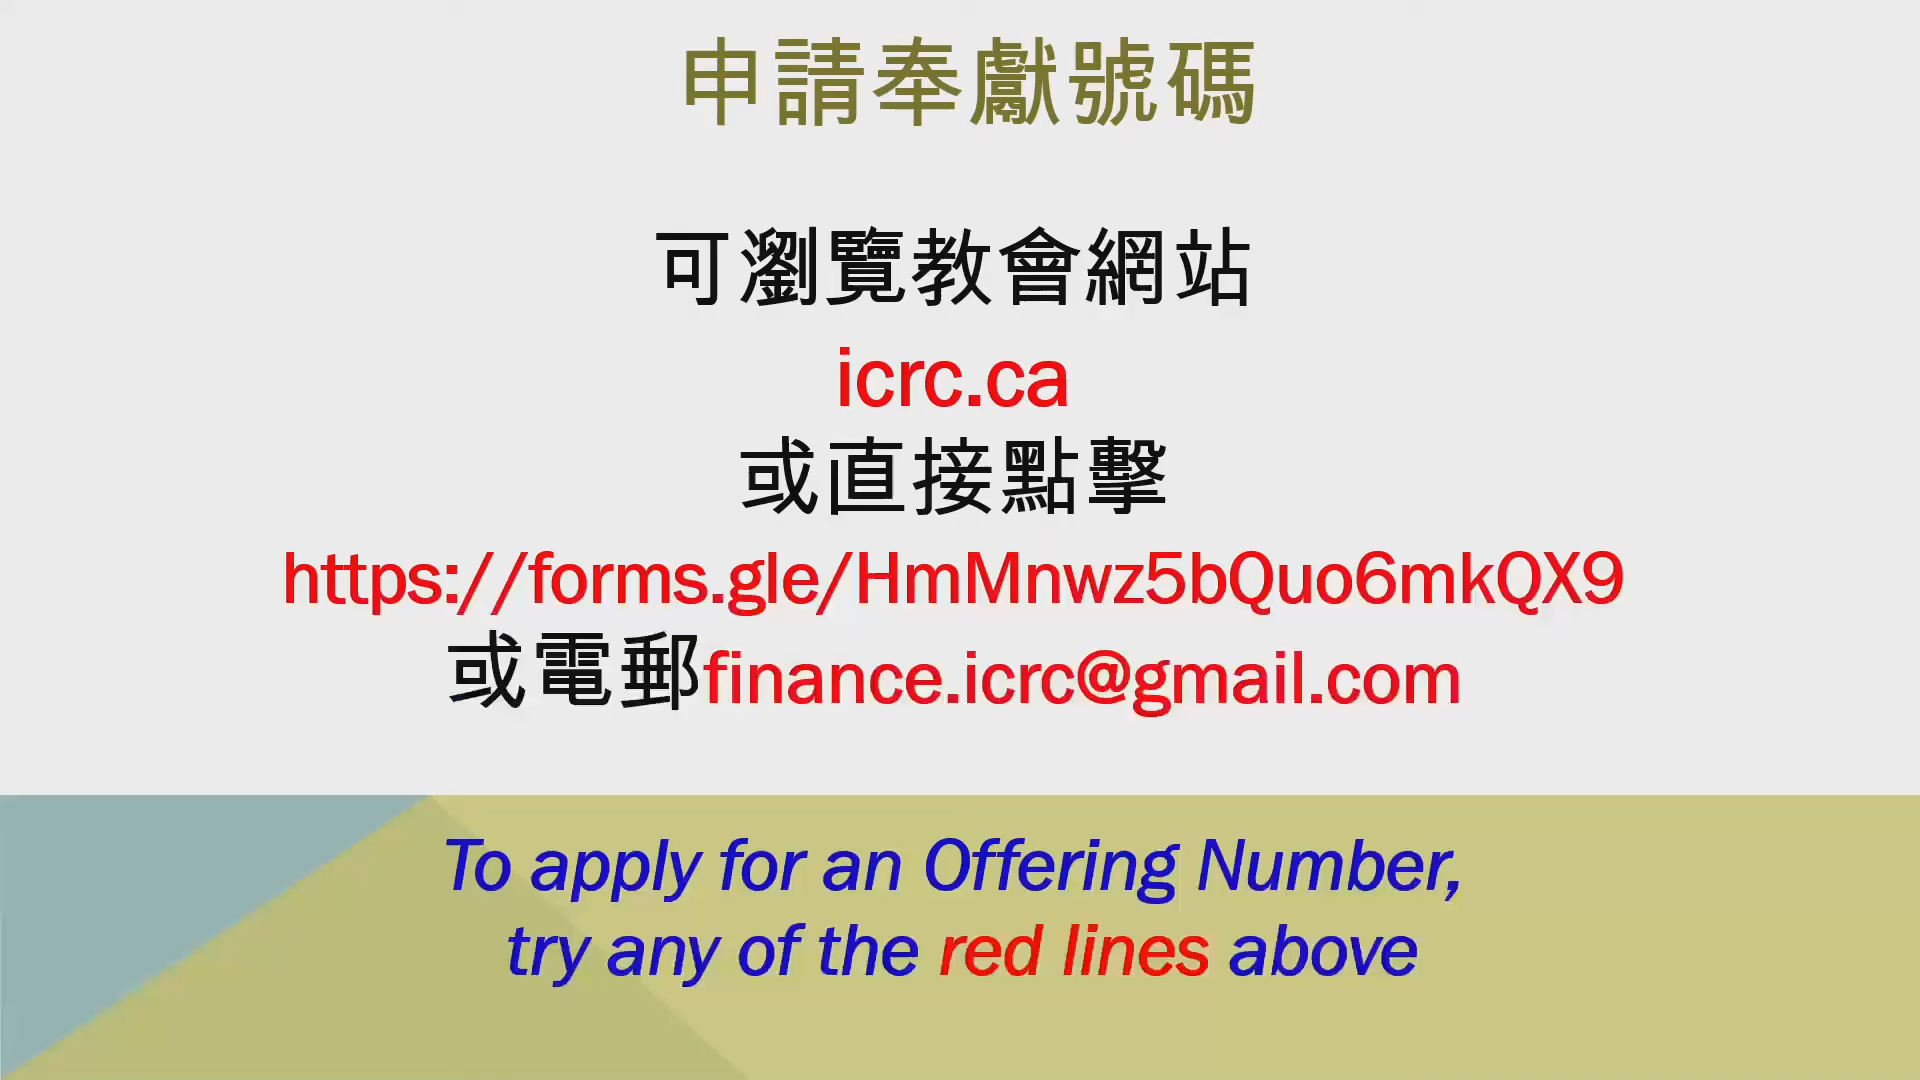 申請奉獻號碼
可瀏覽教會網站
icrc.ca
或直接點擊
https://forms.gle/HmMnwz5bQuo6mkQX9
或電郵finance.icrc@gmail.com
To apply for an Offering Number,
try any of the red lines above